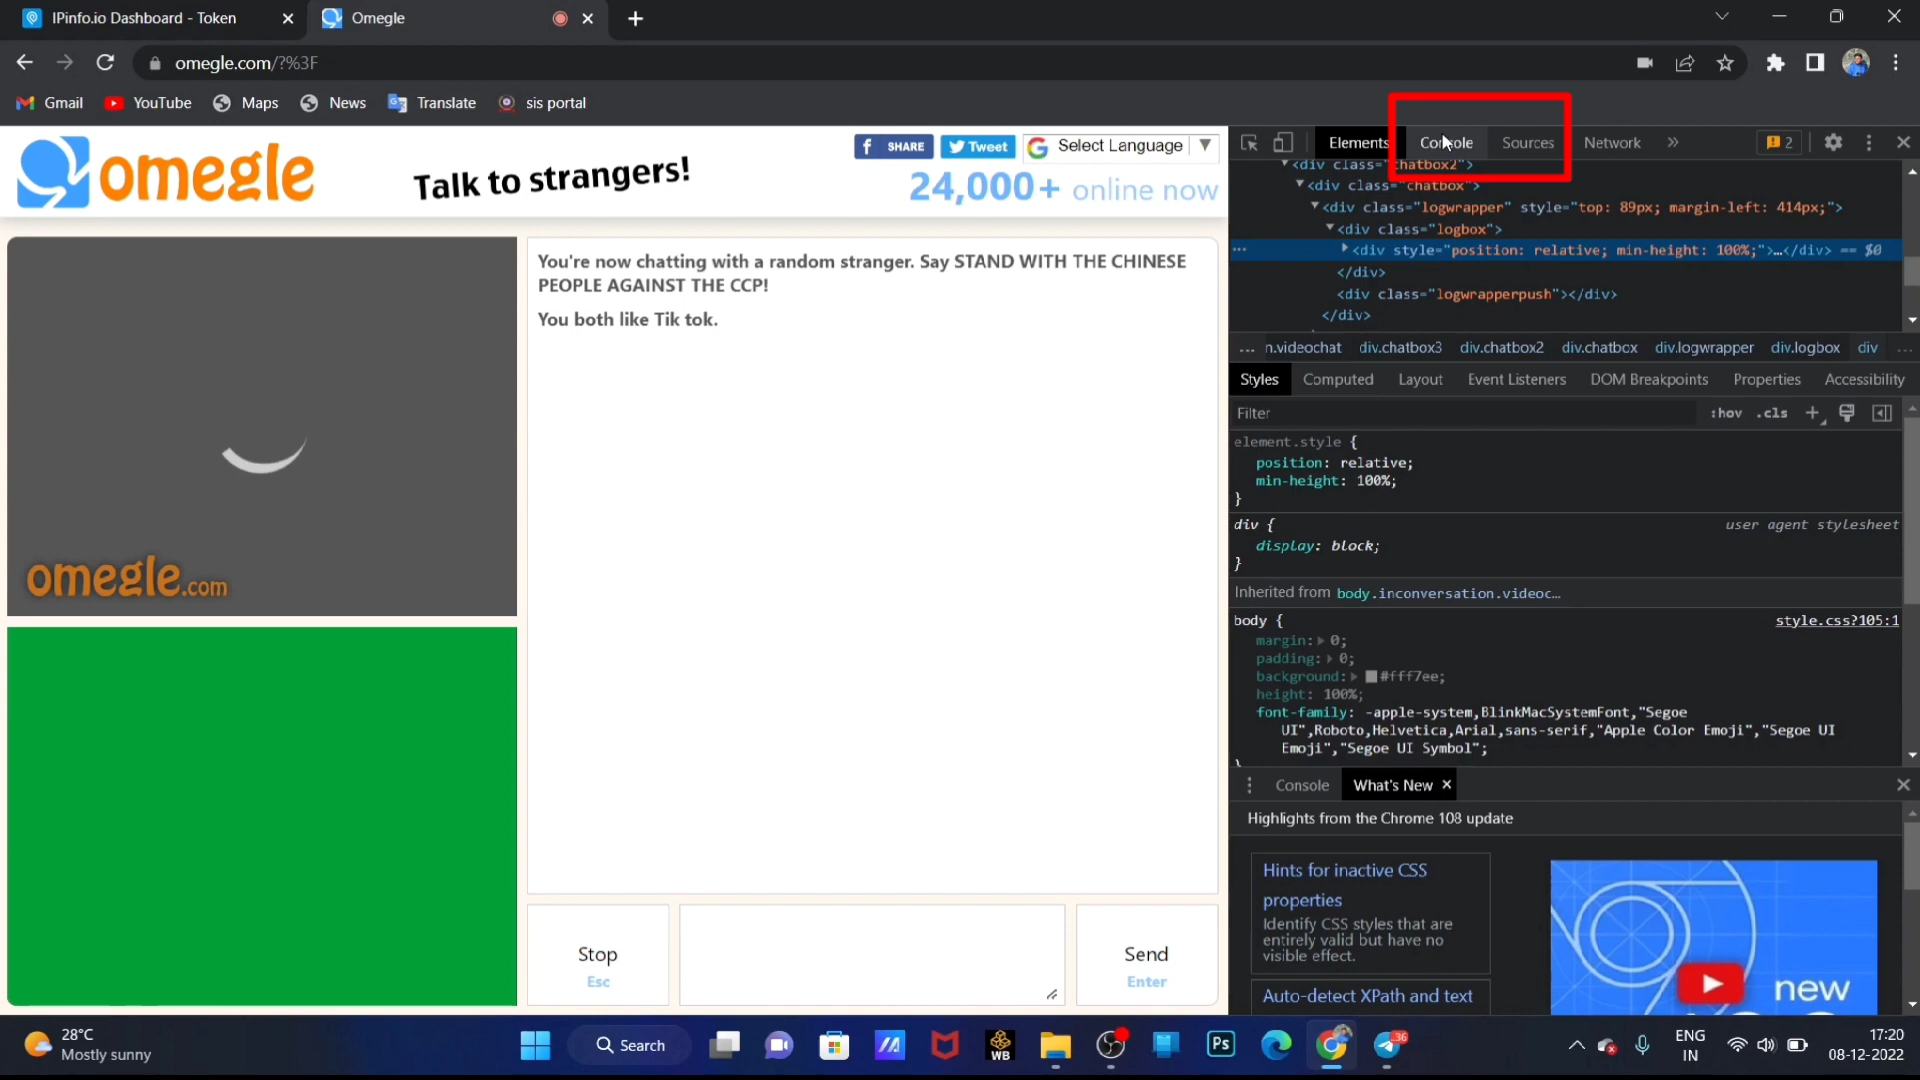 IPinfo.io Dashboard - Token
Omegle
omegle.com/?%3F
Gmail
YouTube
Maps
News
Translate
sis portal
omegle
Talk to strangers!
SHARE
Tweet
Select Language
24,000+ online now
Elements
Console
Sources
Network
2
<div class="chatbox2">
<div class="chatbox">
<div class="logwrapper" style="top: 89px; margin-left: 414px;">
<div class="logbox">
<div style="position: relative; min-height: 100%;">…</div> == $0
</div>
<div class="logwrapperpush"></div>
</div>
... n.videochat div.chatbox3 div.chatbox2 div.chatbox div.logwrapper div.logbox div ...
Styles Computed Layout Event Listeners DOM Breakpoints Properties Accessibility
Filter
:hov .cls
element.style {
position: relative;
min-height: 100%;
}
div { user agent stylesheet
display: block;
}
Inherited from body.inconversation.videoc…
body { style.css?105:1
margin: 0;
padding: 0;
background: #fff7ee;
height: 100%;
font-family: -apple-system,BlinkMacSystemFont,"Segoe
UI",Roboto,Helvetica,Arial,sans-serif,"Apple Color Emoji","Segoe UI
Emoji","Segoe UI Symbol";
}
Console
What's New
Highlights from the Chrome 108 update
Hints for inactive CSS
properties
Identify CSS styles that are
entirely valid but have no
visible effect.
Auto-detect XPath and text
new
You're now chatting with a random stranger. Say STAND WITH THE CHINESE
PEOPLE AGAINST THE CCP!
You both like Tik tok.
omegle.com
Stop
Esc
Send
Enter
28°C
Mostly sunny
Search
WB
Ps
36
ENG
IN
17:20
08-12-2022